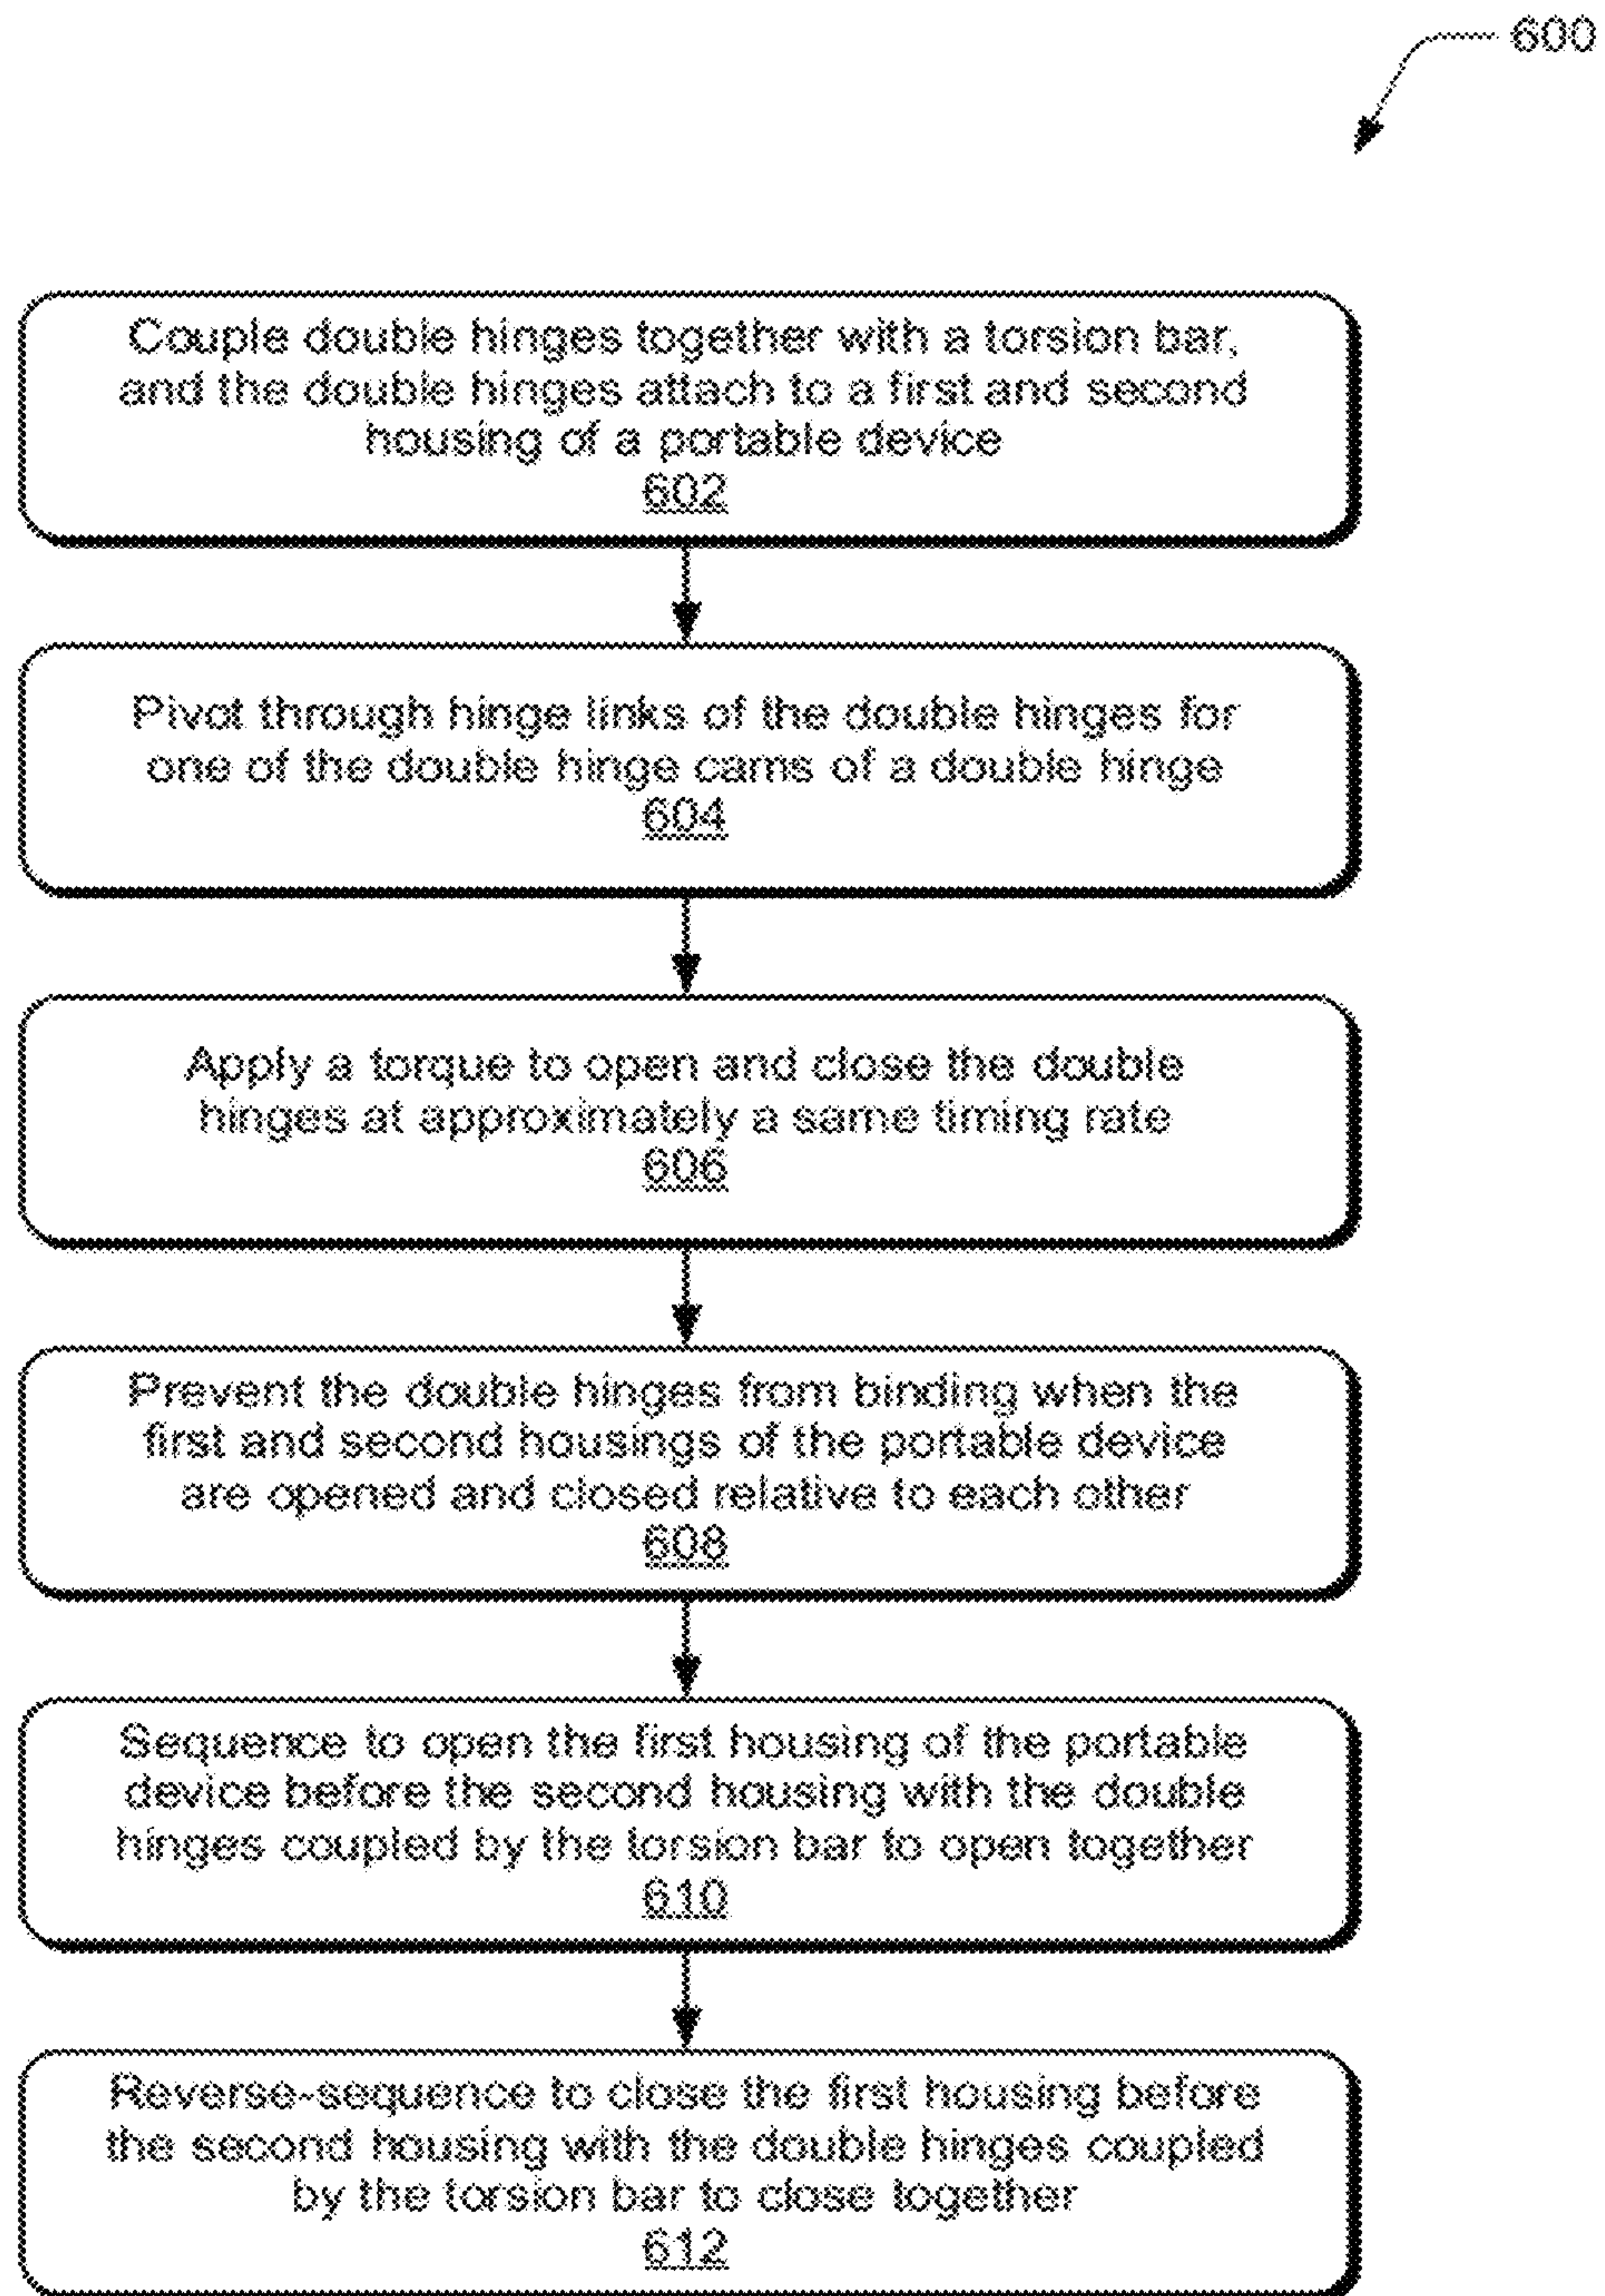 600
Couple double hinges together with a torsion bar,
and the double hinges attach to a first and second
housing of a portable device
602
Pivot through hinge links of the double hinges for
one of the double hinge cams of a double hinge
604
Apply a torque to open and close the double
hinges at approximately a same timing rate
606
Prevent the double hinges from binding when the
first and second housings of the portable device
are opened and closed relative to each other
608
Sequence to open the first housing of the portable
device before the second housing with the double
hinges coupled by the torsion bar to open together
610
Reverse-sequence to close the first housing before
the second housing with the double hinges coupled
by the torsion bar to close together
612